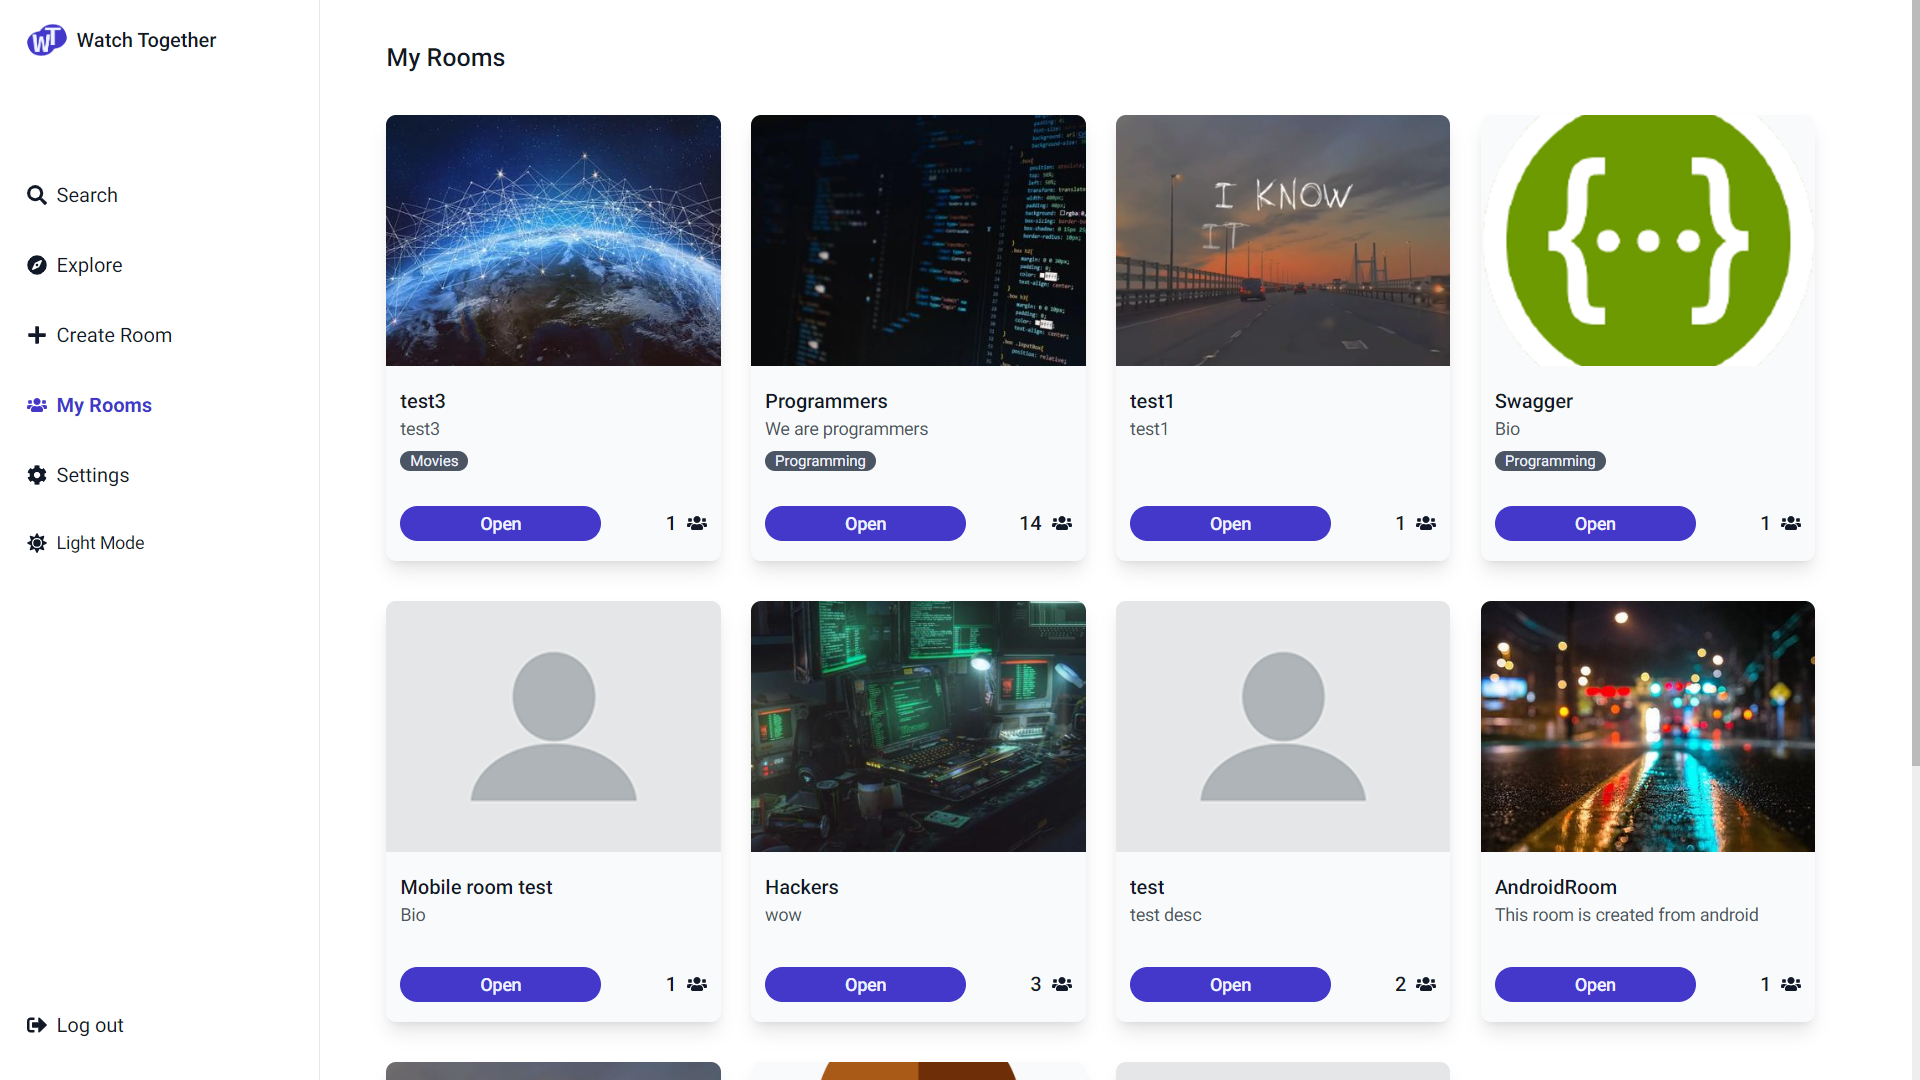 WT Watch Together
Search
Explore
Create Room
My Rooms
Settings
Light Mode
Log out
My Rooms
I KNOW
IT
test3
test3
Movies
Open 1
Programmers
We are programmers
Programming
Open 14
test1
test1
Open 1
Swagger
Bio
Programming
Open 1
Mobile room test
Bio
Open 1
Hackers
wow
Open 3
test
test desc
Open 2
AndroidRoom
This room is created from android
Open 1